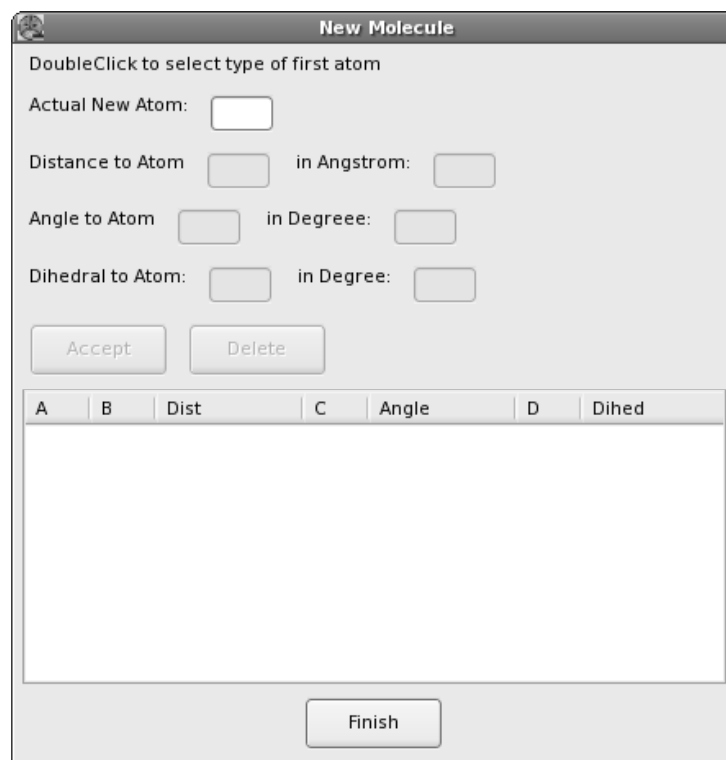 New Molecule
DoubleClick to select type of first atom
Actual New Atom:
Distance to Atom in Angstrom:
Angle to Atom in Degreee:
Dihedral to Atom: in Degree:
Accept Delete
A B Dist C Angle D Dihed
Finish